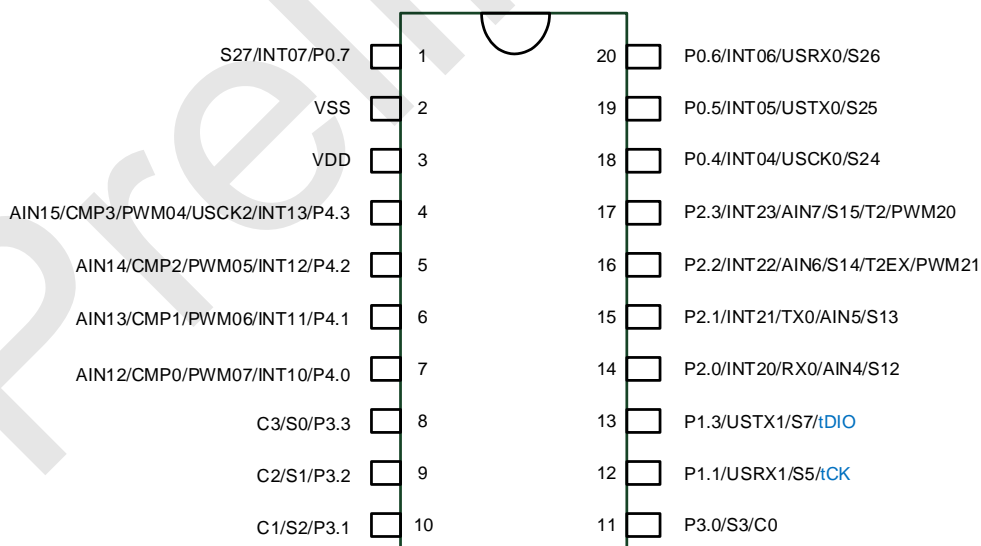 S27/INT07/P0.7 1 20 P0.6/INT06/USRX0/S26
VSS 2 19 P0.5/INT05/USTX0/S25
VDD 3 18 P0.4/INT04/USCK0/S24
AIN15/CMP3/PWM04/USCK2/INT13/P4.3 4 17 P2.3/INT23/AIN7/S15/T2/PWM20
AIN14/CMP2/PWM05/INT12/P4.2 5 16 P2.2/INT22/AIN6/S14/T2EX/PWM21
AIN13/CMP1/PWM06/INT11/P4.1 6 15 P2.1/INT21/TX0/AIN5/S13
AIN12/CMP0/PWM07/INT10/P4.0 7 14 P2.0/INT20/RX0/AIN4/S12
C3/S0/P3.3 8 13 P1.3/USTX1/S7/tDIO
C2/S1/P3.2 9 12 P1.1/USRX1/S5/tCK
C1/S2/P3.1 10 11 P3.0/S3/C0